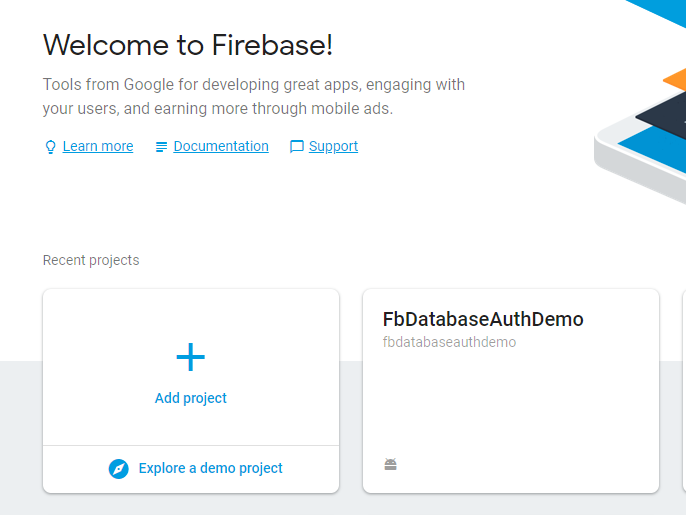 Welcome to Firebase!
Tools from Google for developing great apps, engaging with
your users, and earning more through mobile ads.
Learn more Documentation Support
Recent projects
Add project
Explore a demo project
FbDatabaseAuthDemo
fbdatabaseauthdemo